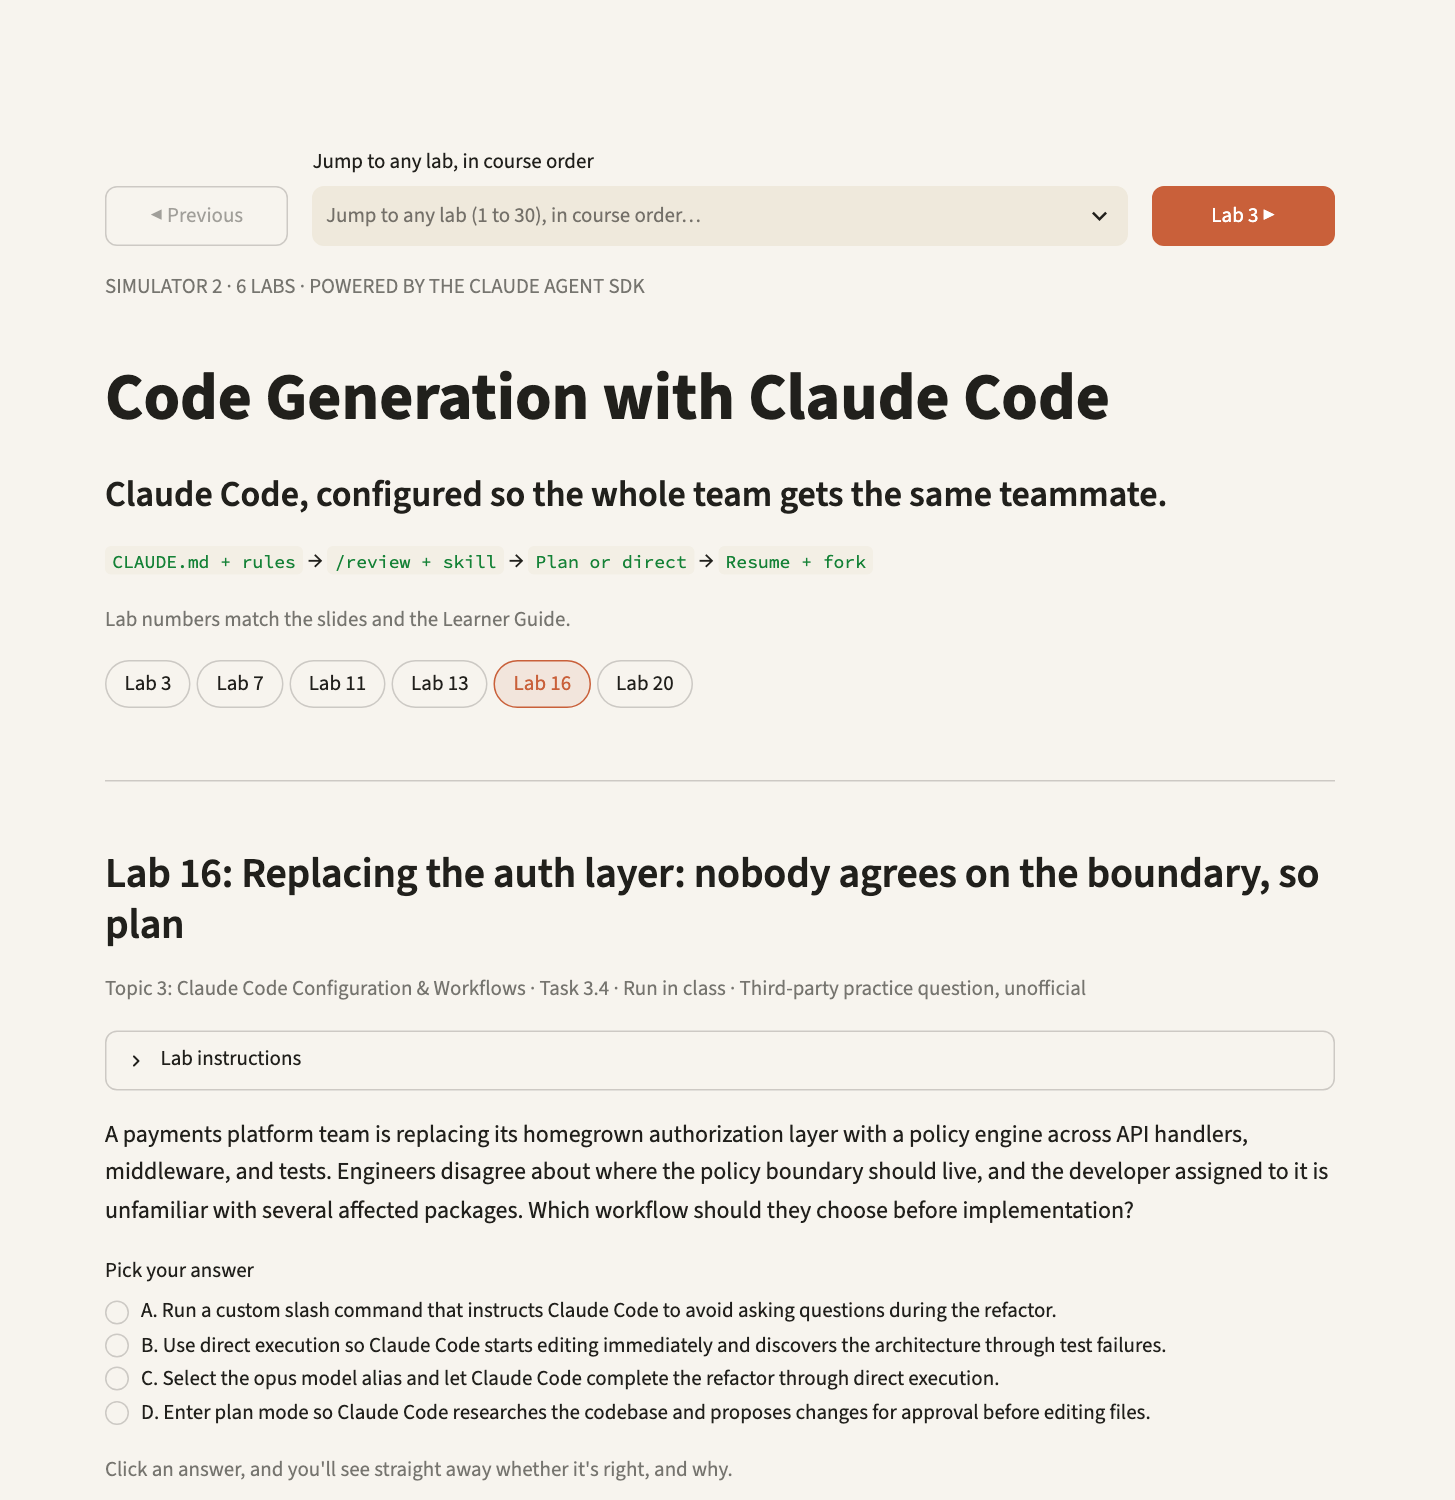 Jump to any lab, in course order
◀ Previous
Jump to any lab (1 to 30), in course order…
Lab 3 ▶
SIMULATOR 2 · 6 LABS · POWERED BY THE CLAUDE AGENT SDK
Code Generation with Claude Code
Claude Code, configured so the whole team gets the same teammate.
CLAUDE.md + rules → /review + skill → Plan or direct → Resume + fork
Lab numbers match the slides and the Learner Guide.
Lab 3
Lab 7
Lab 11
Lab 13
Lab 16
Lab 20
Lab 16: Replacing the auth layer: nobody agrees on the boundary, so
plan
Topic 3: Claude Code Configuration & Workflows · Task 3.4 · Run in class · Third-party practice question, unofficial
Lab instructions
A payments platform team is replacing its homegrown authorization layer with a policy engine across API handlers,
middleware, and tests. Engineers disagree about where the policy boundary should live, and the developer assigned to it is
unfamiliar with several affected packages. Which workflow should they choose before implementation?
Pick your answer
A. Run a custom slash command that instructs Claude Code to avoid asking questions during the refactor.
B. Use direct execution so Claude Code starts editing immediately and discovers the architecture through test failures.
C. Select the opus model alias and let Claude Code complete the refactor through direct execution.
D. Enter plan mode so Claude Code researches the codebase and proposes changes for approval before editing files.
Click an answer, and you'll see straight away whether it's right, and why.